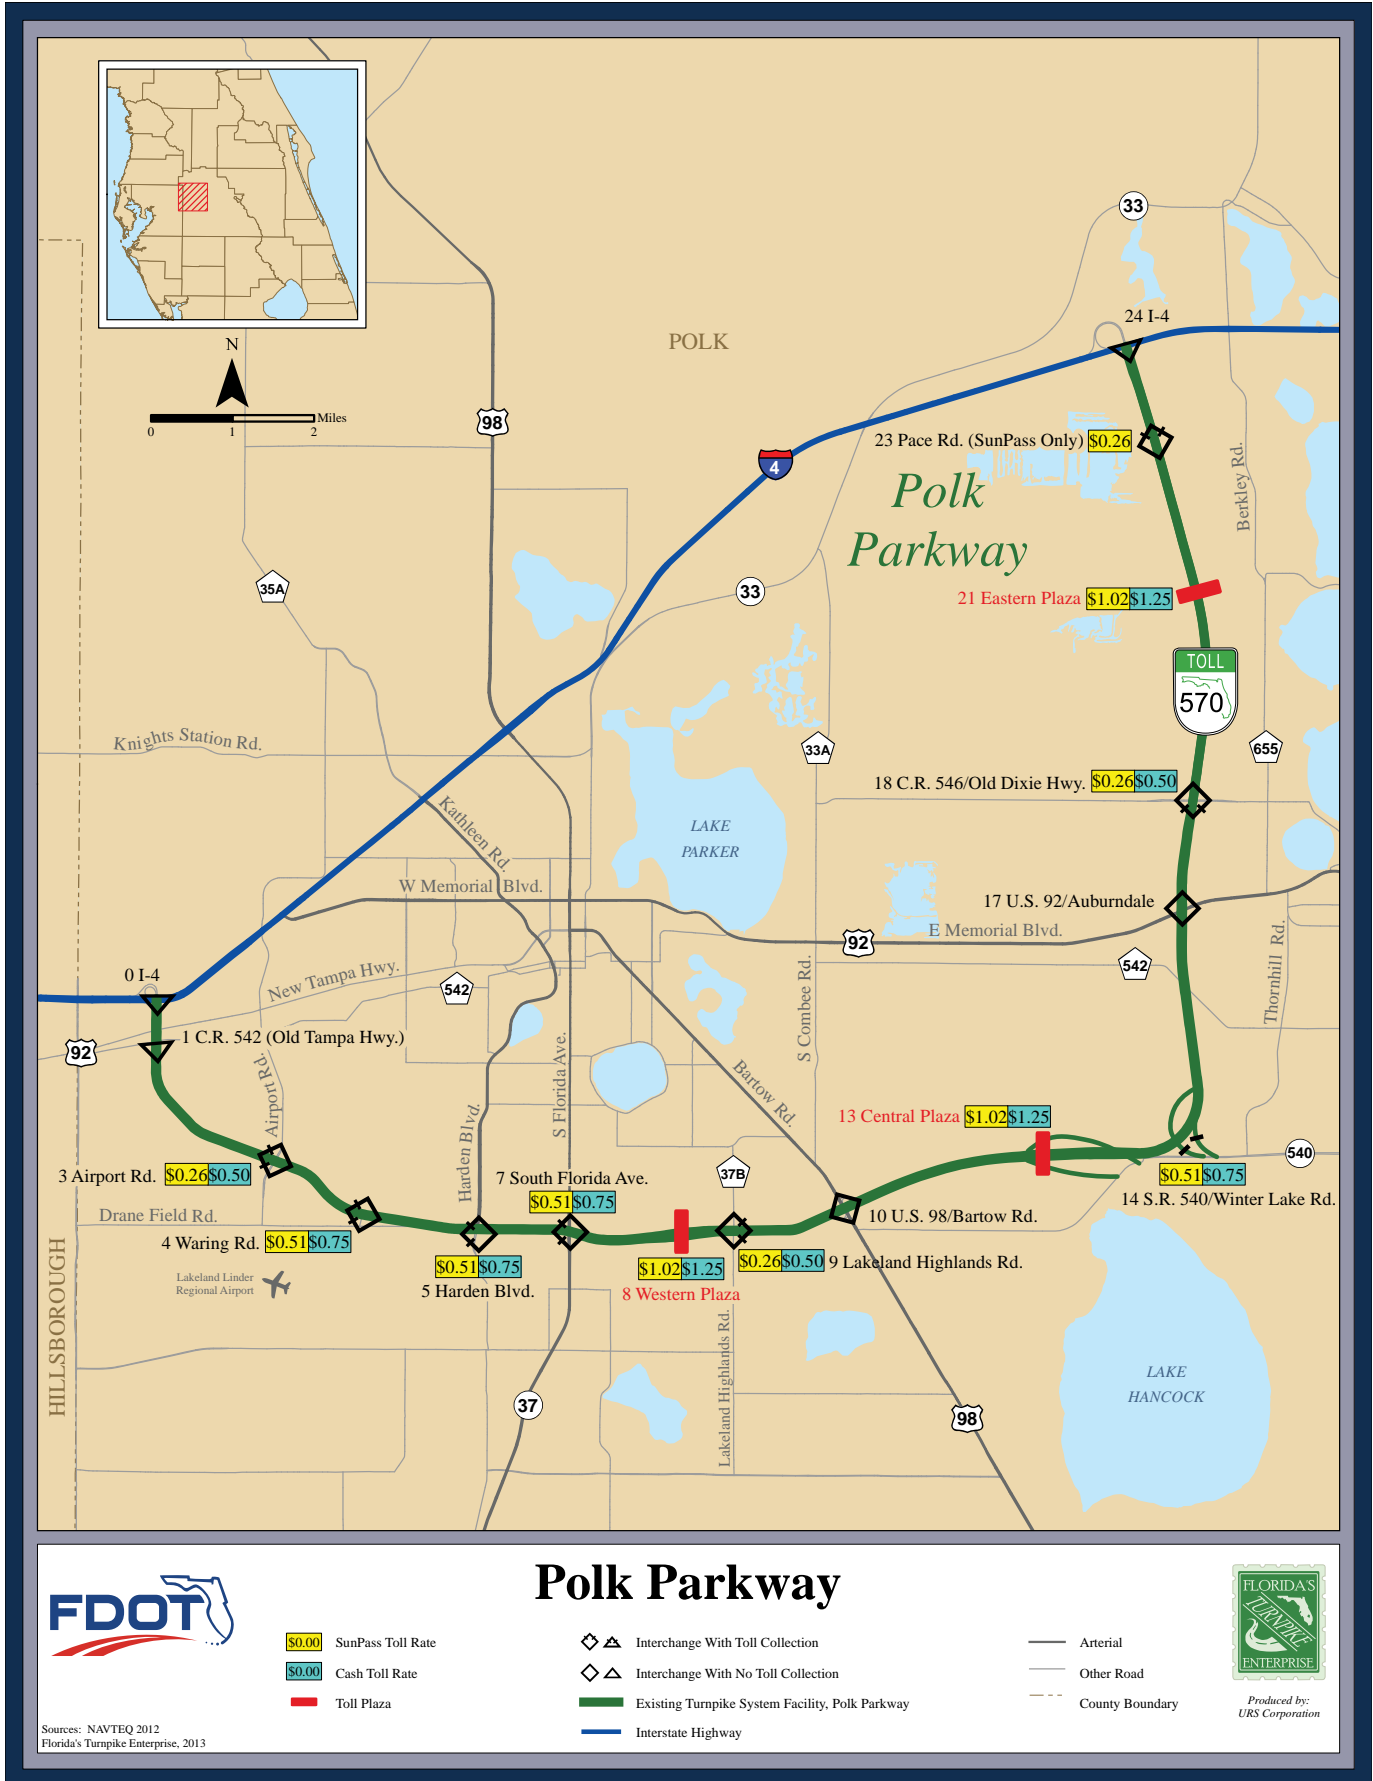 33
24 I-4
N
POLK
Miles
0 1 2
98
23 Pace Rd. (SunPass Only) $0.26
4
Polk
Parkway
Berkley Rd.
35A
33
21 Eastern Plaza $1.02 $1.25
TOLL
570
Knights Station Rd.
33A
655
18 C.R. 546/Old Dixie Hwy. $0.26 $0.50
Kathleen Rd.
LAKE
PARKER
W Memorial Blvd.
17 U.S. 92/Auburndale
92
E Memorial Blvd.
0 I-4
New Tampa Hwy.
542
542
S Combee Rd.
Thornhill Rd.
1 C.R. 542 (Old Tampa Hwy.)
92
Airport Rd.
S Florida Ave.
Bartow Rd.
Harden Blvd.
13 Central Plaza $1.02 $1.25
540
3 Airport Rd. $0.26 $0.50
7 South Florida Ave.
$0.51 $0.75
37B
$0.51 $0.75
14 S.R. 540/Winter Lake Rd.
Drane Field Rd.
4 Waring Rd. $0.51 $0.75
10 U.S. 98/Bartow Rd.
$0.51 $0.75
5 Harden Blvd.
$1.02 $1.25
8 Western Plaza
$0.26 $0.50 9 Lakeland Highlands Rd.
Lakeland Linder
Regional Airport
HILLSBOROUGH
Lakeland Highlands Rd.
LAKE
HANCOCK
37
98
FDOT
Polk Parkway
$0.00 SunPass Toll Rate
$0.00 Cash Toll Rate
Toll Plaza
Interchange With Toll Collection
Interchange With No Toll Collection
Existing Turnpike System Facility, Polk Parkway
Interstate Highway
Arterial
Other Road
County Boundary
FLORIDA'S
TURNPIKE
ENTERPRISE
Produced by:
URS Corporation
Sources: NAVTEQ 2012
Florida's Turnpike Enterprise, 2013